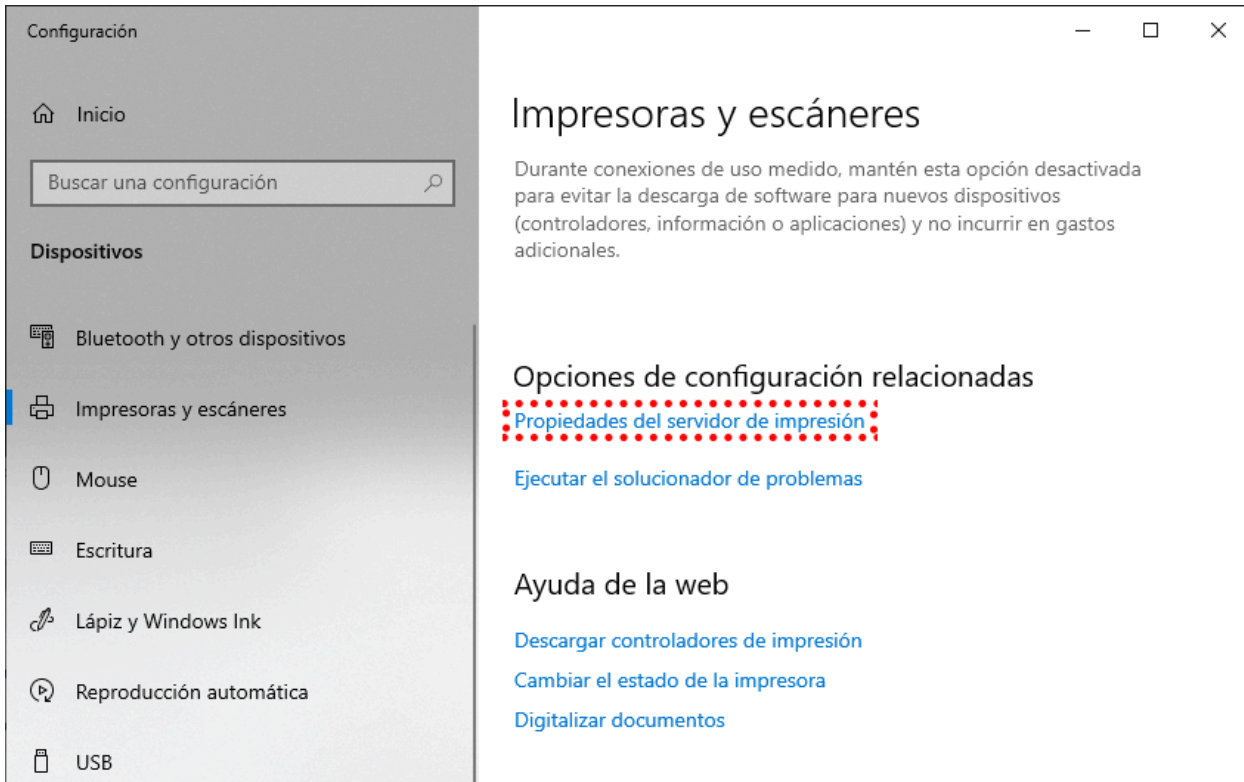 Configuración
Inicio
Buscar una configuración
Dispositivos
Bluetooth y otros dispositivos
Impresoras y escáneres
Mouse
Escritura
Lápiz y Windows Ink
Reproducción automática
USB
Impresoras y escáneres
Durante conexiones de uso medido, mantén esta opción desactivada
para evitar la descarga de software para nuevos dispositivos
(controladores, información o aplicaciones) y no incurrir en gastos
adicionales.
Opciones de configuración relacionadas
Propiedades del servidor de impresión
Ejecutar el solucionador de problemas
Ayuda de la web
Descargar controladores de impresión
Cambiar el estado de la impresora
Digitalizar documentos